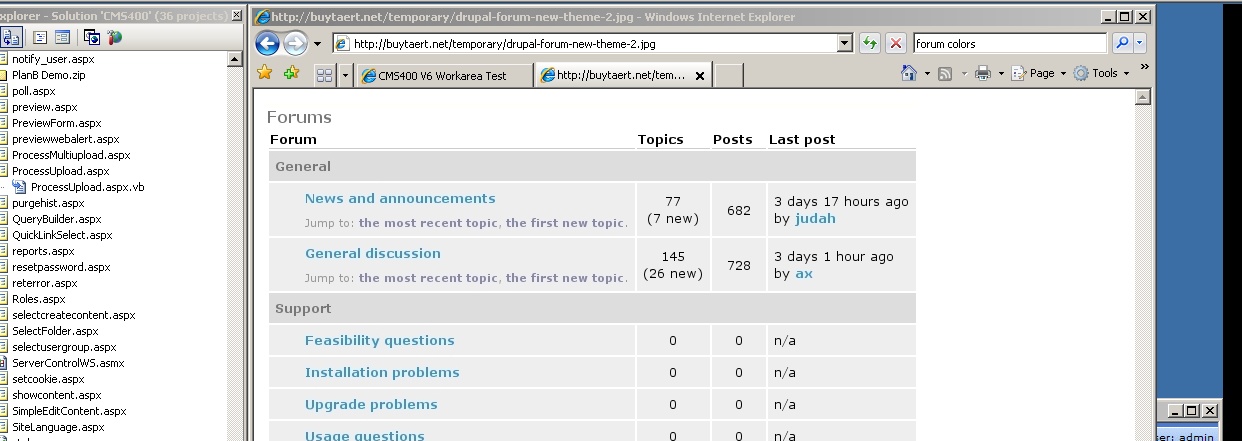 xplorer - Solution 'CMS400' (36 projects)
notify_user.aspx
PlanB Demo.zip
poll.aspx
preview.aspx
PreviewForm.aspx
previewwebalert.aspx
ProcessMultiupload.aspx
ProcessUpload.aspx
ProcessUpload.aspx.vb
purgehist.aspx
QueryBuilder.aspx
QuickLinkSelect.aspx
reports.aspx
resetpassword.aspx
reterror.aspx
Roles.aspx
selectcreatecontent.aspx
SelectFolder.aspx
selectusergroup.aspx
ServerControlWS.asmx
setcookie.aspx
showcontent.aspx
SimpleEditContent.aspx
SiteLanguage.aspx
http://buytaert.net/temporary/drupal-forum-new-theme-2.jpg - Windows Internet Explorer
http://buytaert.net/temporary/drupal-forum-new-theme-2.jpg
forum colors
CMS400 V6 Workarea Test
http://buytaert.net/tem...
Page
Tools
»
Forums
Forum Topics Posts Last post
General
News and announcements
Jump to: the most recent topic, the first new topic.
77
(7 new)
682
3 days 17 hours ago
by judah
General discussion
Jump to: the most recent topic, the first new topic.
145
(26 new)
728
3 days 1 hour ago
by ax
Support
Feasibility questions 0 0 n/a
Installation problems 0 0 n/a
Upgrade problems 0 0 n/a
Usage questions 0 0 n/a
ser: admin